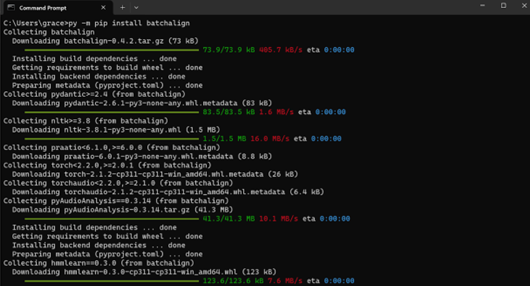 Command Prompt
C:\Users\grace>py -m pip install batchalign
Collecting batchalign
Downloading batchalign-0.4.2.tar.gz (73 kB)
73.9/73.9 kB 405.7 kB/s eta 0:00:00
Installing build dependencies ... done
Getting requirements to build wheel ... done
Installing backend dependencies ... done
Preparing metadata (pyproject.toml) ... done
Collecting pydantic>=2.4 (from batchalign)
Downloading pydantic-2.6.1-py3-none-any.whl.metadata (83 kB)
83.5/83.5 kB 1.6 MB/s eta 0:00:00
Collecting nltk>=3.8 (from batchalign)
Downloading nltk-3.8.1-py3-none-any.whl (1.5 MB)
1.5/1.5 MB 16.0 MB/s eta 0:00:00
Collecting praatio<6.1.0,>=6.0.0 (from batchalign)
Downloading praatio-6.0.1-py3-none-any.whl.metadata (8.8 kB)
Collecting torch<2.2.0,>=2.0.1 (from batchalign)
Downloading torch-2.1.2-cp311-cp311-win_amd64.whl.metadata (26 kB)
Collecting torchaudio<2.2.0,>=2.1.0 (from batchalign)
Downloading torchaudio-2.1.2-cp311-cp311-win_amd64.whl.metadata (6.4 kB)
Collecting pyAudioAnalysis==0.3.14 (from batchalign)
Downloading pyAudioAnalysis-0.3.14.tar.gz (41.3 MB)
41.3/41.3 MB 10.1 MB/s eta 0:00:00
Installing build dependencies ... done
Getting requirements to build wheel ... done
Installing backend dependencies ... done
Preparing metadata (pyproject.toml) ... done
Collecting hmmlearn==0.3.0 (from batchalign)
Downloading hmmlearn-0.3.0-cp311-cp311-win_amd64.whl (123 kB)
123.6/123.6 kB 7.6 MB/s eta 0:00:00